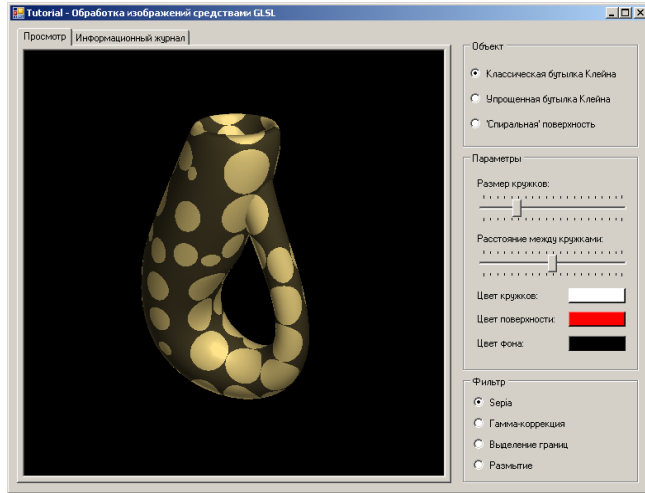 Tutorial - Обработка изображений средствами GLSL
Просмотр
Информационный журнал
Объект
Классическая бутылка Клейна
Упрощенная бутылка Клейна
'Спиральная' поверхность
Параметры
Размер кружков:
Расстояние между кружками:
Цвет кружков:
Цвет поверхности:
Цвет фона:
Фильтр
Sepia
Гамма-коррекция
Выделение границ
Размытие